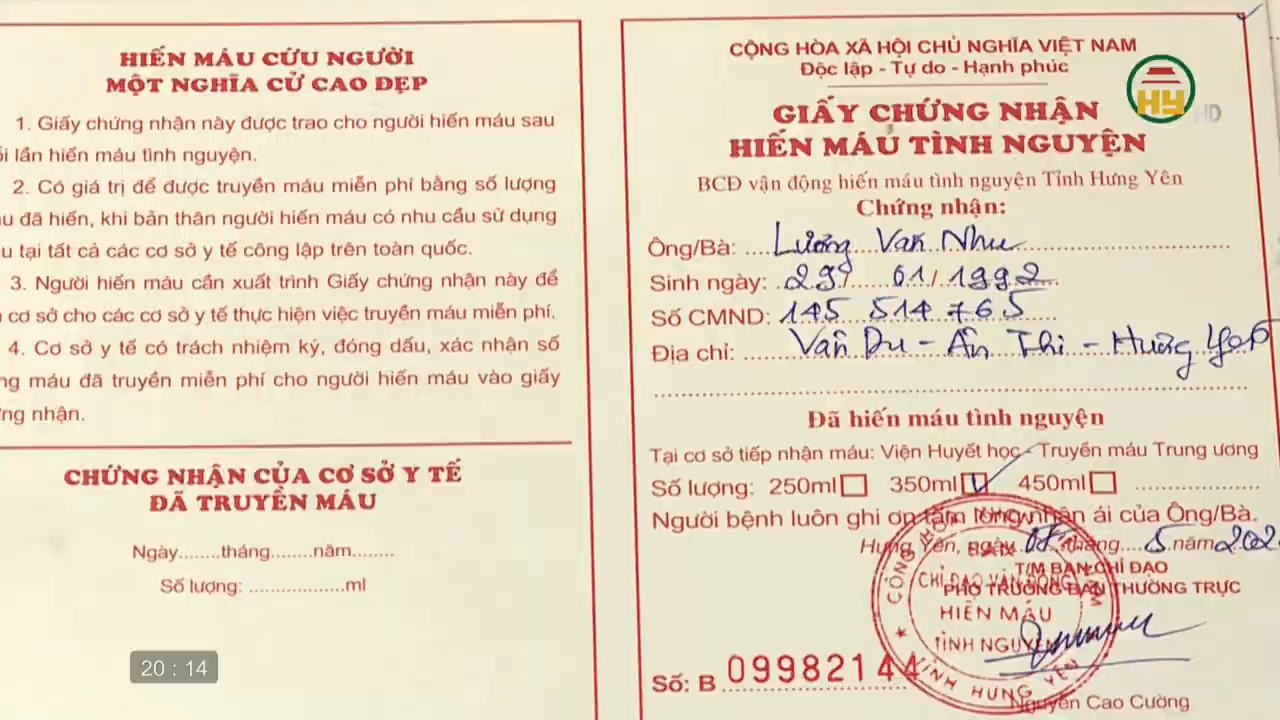 HIẾN MÁU CỨU NGƯỜI
MỘT NGHĨA CỬ CAO ĐẸP
1. Giấy chứng nhận này được trao cho người hiến máu sau
lần hiến máu tình nguyện.
2. Có giá trị để được truyền máu miễn phí bằng số lượng
đã hiến, khi bản thân người hiến máu có nhu cầu sử dụng
tại tất cả các cơ sở y tế công lập trên toàn quốc.
3. Người hiến máu cần xuất trình Giấy chứng nhận này để
cơ sở cho các cơ sở y tế thực hiện việc truyền máu miễn phí.
4. Cơ sở y tế có trách nhiệm ký, đóng dấu, xác nhận số
máu đã truyền miễn phí cho người hiến máu vào giấy
nhận.
CHỨNG NHẬN CỦA CƠ SỞ Y TẾ
ĐÃ TRUYỀN MÁU
Ngày........tháng........năm........
Số lượng: ..................ml
20 : 14
CỘNG HÒA XÃ HỘI CHỦ NGHĨA VIỆT NAM
Độc lập - Tự do - Hạnh phúc
HY HD
GIẤY CHỨNG NHẬN
HIẾN MÁU TÌNH NGUYỆN
BCĐ vận động hiến máu tình nguyện Tỉnh Hưng Yên
Chứng nhận:
Ông/Bà: Lương Văn Như
Sinh ngày: 29/ 01/1992
Số CMND: 145 514 765
Địa chỉ: Vân Du - Ân Thi - Hưng Yên
Đã hiến máu tình nguyện
Tại cơ sở tiếp nhận máu: Viện Huyết học - Truyền máu Trung ương
Số lượng: 250ml 350ml 450ml
Người bệnh luôn ghi ơn tấm lòng nhân ái của Ông/Bà.
Hưng Yên, ngày tháng 5 năm 202
T/M BAN CHỈ ĐẠO
PHÓ TRƯỞNG BAN THƯỜNG TRỰC
CHỈ ĐẠO VẬN ĐỘNG
HIẾN MÁU
TÌNH NGUYỆN
TỈNH HƯNG YÊN
Số: B 09982144
Nguyễn Cao Cường